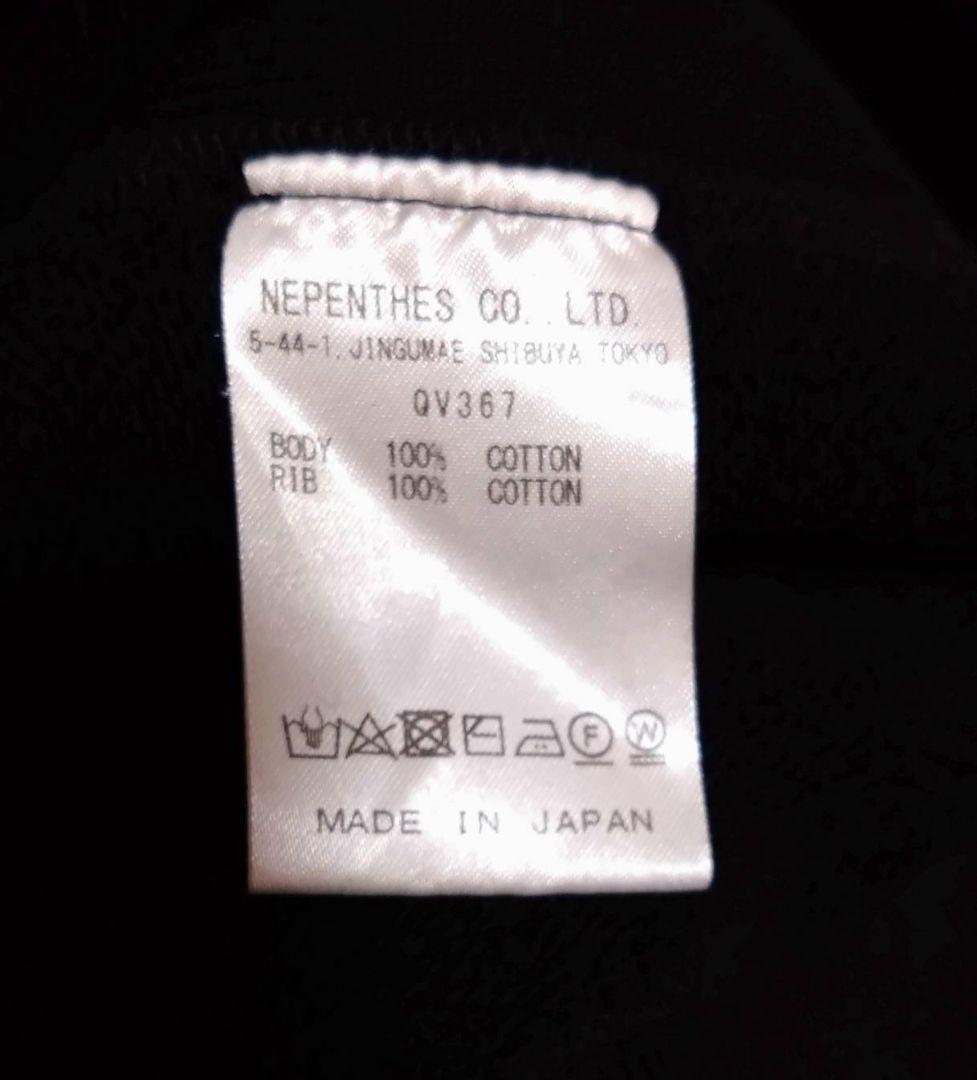 NEPENTHES CO., LTD.
5-44-1, JINGUMAE SHIBUYA TOKYO
QV367
BODY 100% COTTON
RIB 100% COTTON
F W
MADE IN JAPAN